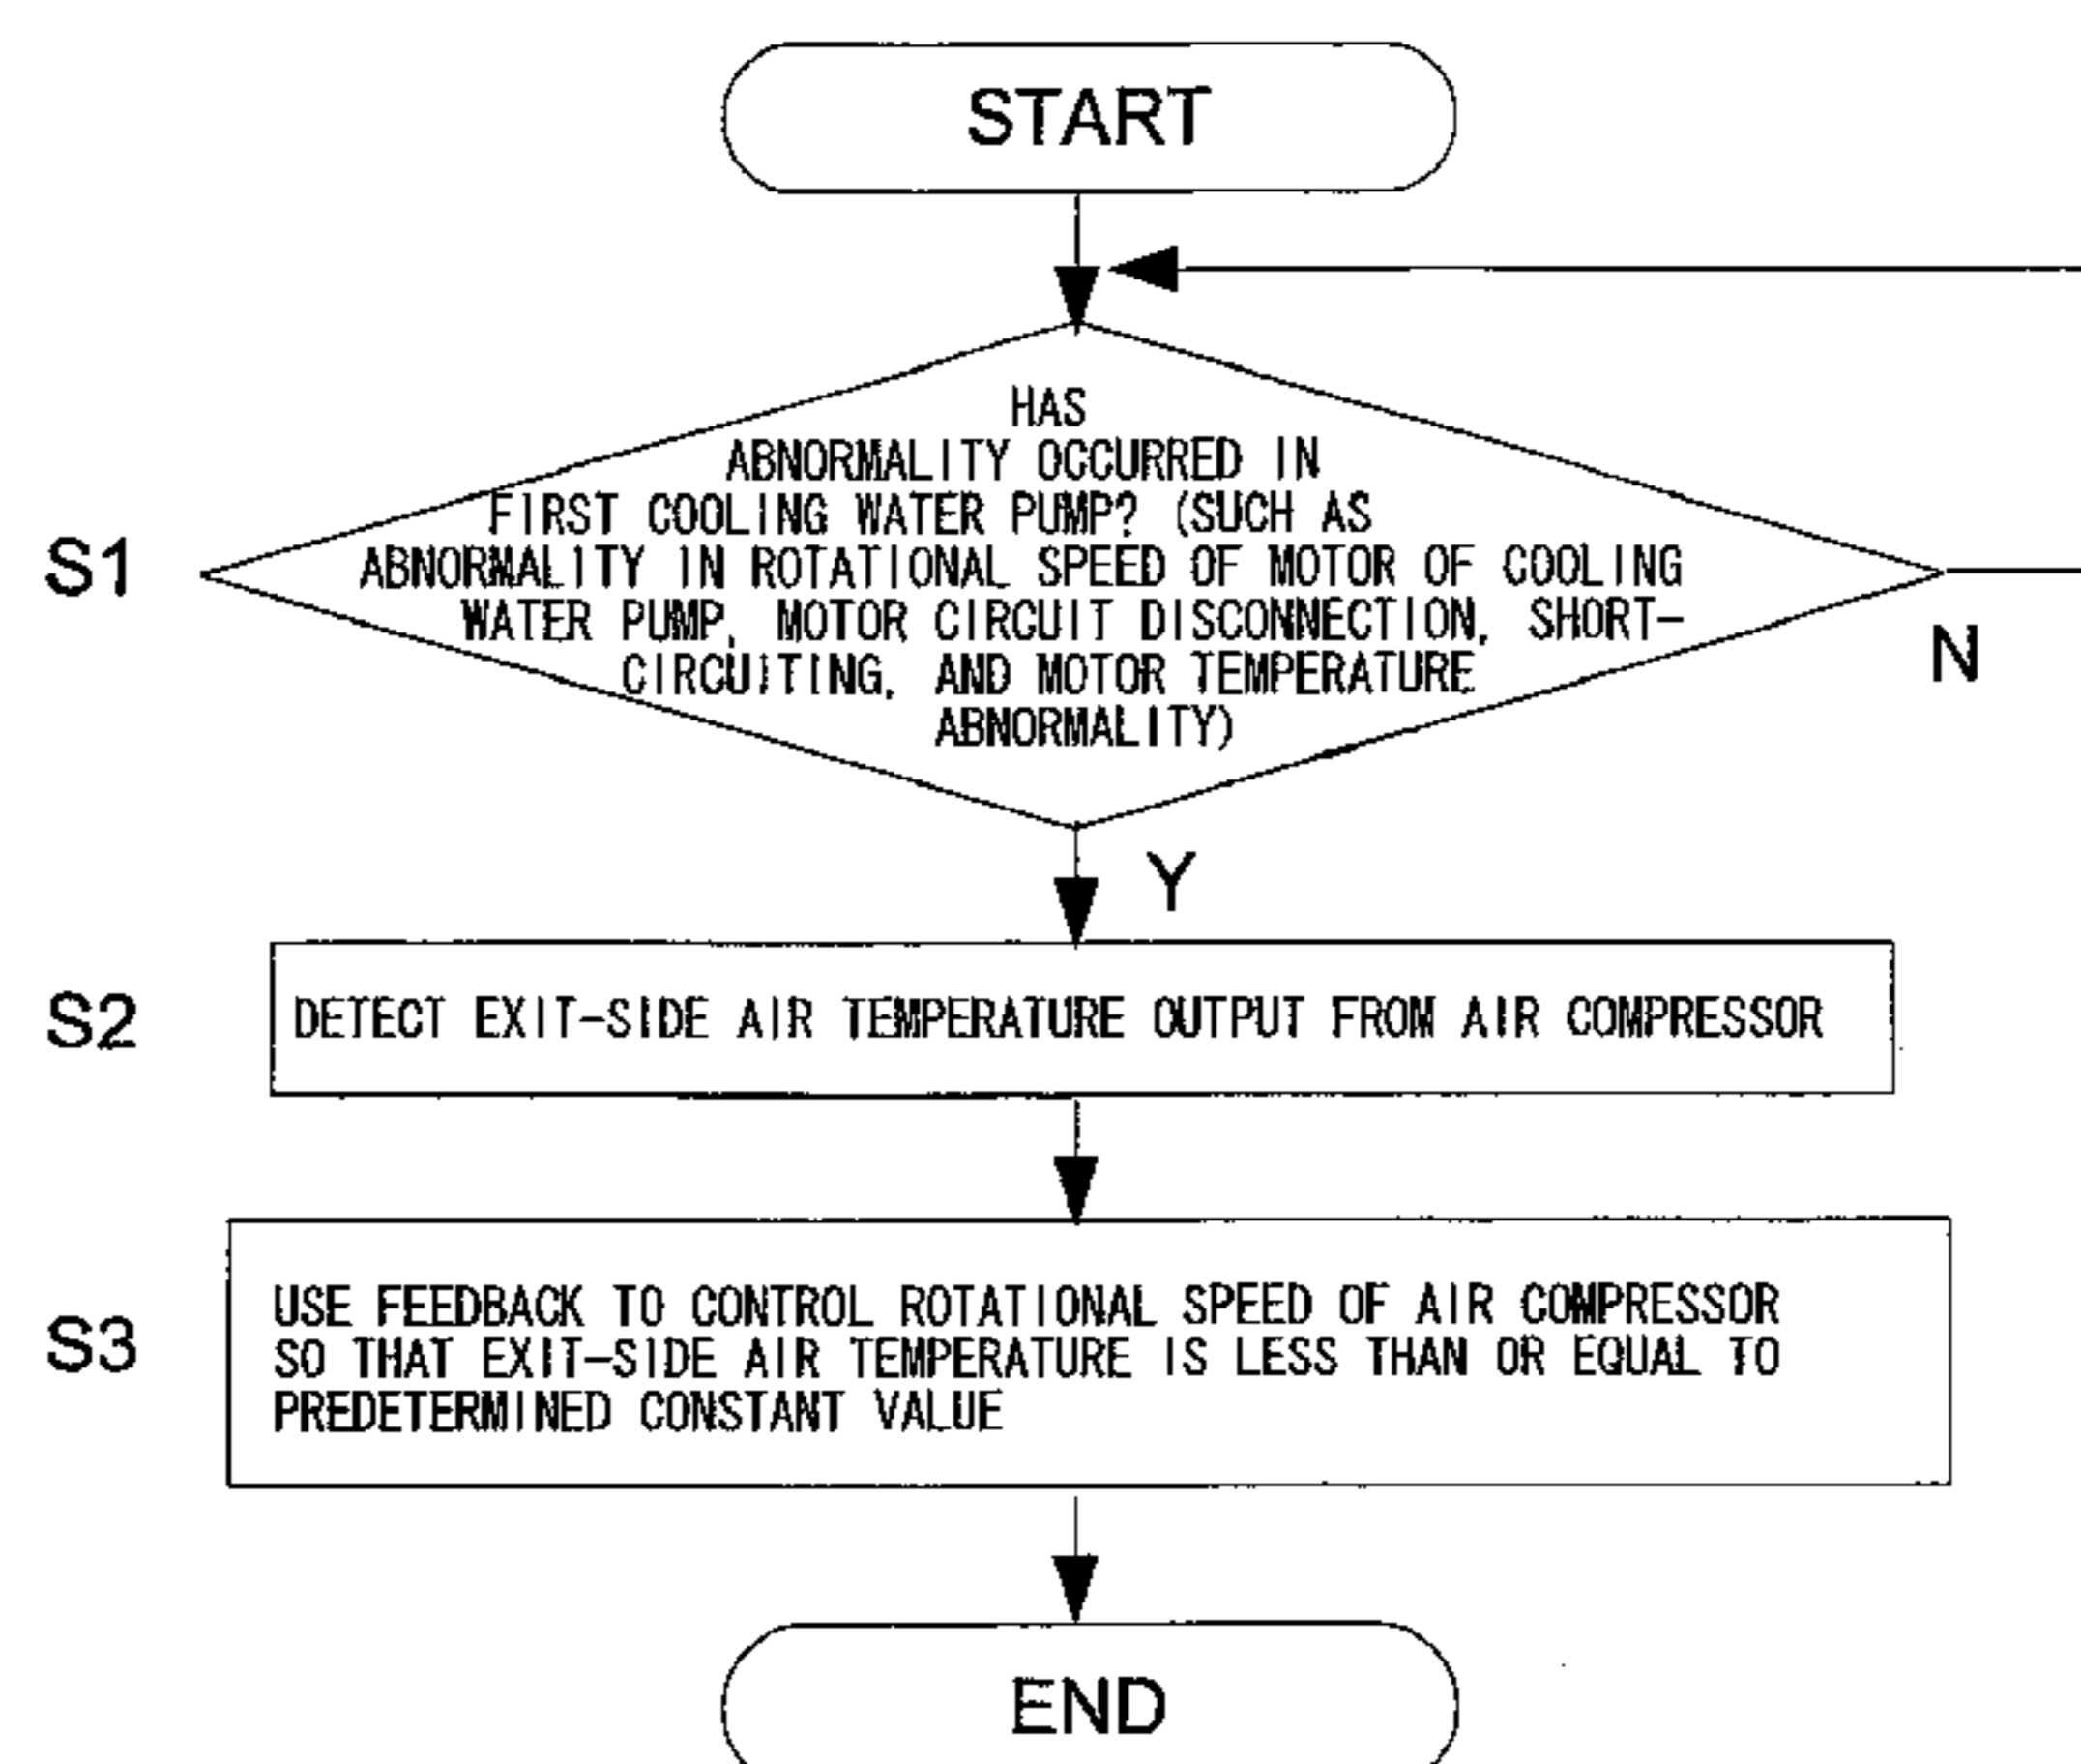 START
HAS
ABNORMALITY OCCURRED IN
FIRST COOLING WATER PUMP? (SUCH AS
S1
ABNORMALITY IN ROTATIONAL SPEED OF MOTOR OF COOLING
WATER PUMP, MOTOR CIRCUIT DISCONNECTION, SHORT-
CIRCUITING, AND MOTOR TEMPERATURE
ABNORMALITY)
N
Y
S2
DETECT EXIT-SIDE AIR TEMPERATURE OUTPUT FROM AIR COMPRESSOR
S3
USE FEEDBACK TO CONTROL ROTATIONAL SPEED OF AIR COMPRESSOR
SO THAT EXIT-SIDE AIR TEMPERATURE IS LESS THAN OR EQUAL TO
PREDETERMINED CONSTANT VALUE
END